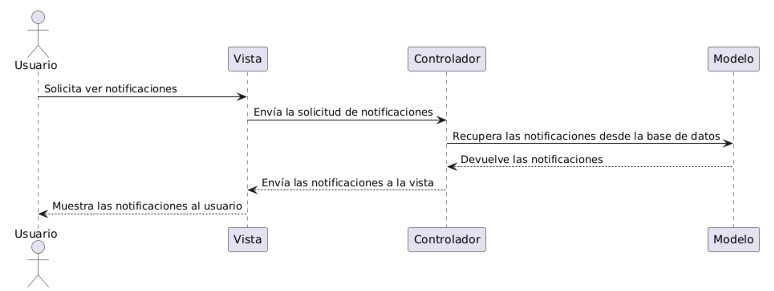 Usuario
Vista
Controlador
Modelo
Solicita ver notificaciones
Envía la solicitud de notificaciones
Recupera las notificaciones desde la base de datos
Devuelve las notificaciones
Envía las notificaciones a la vista
Muestra las notificaciones al usuario
Usuario
Vista
Controlador
Modelo